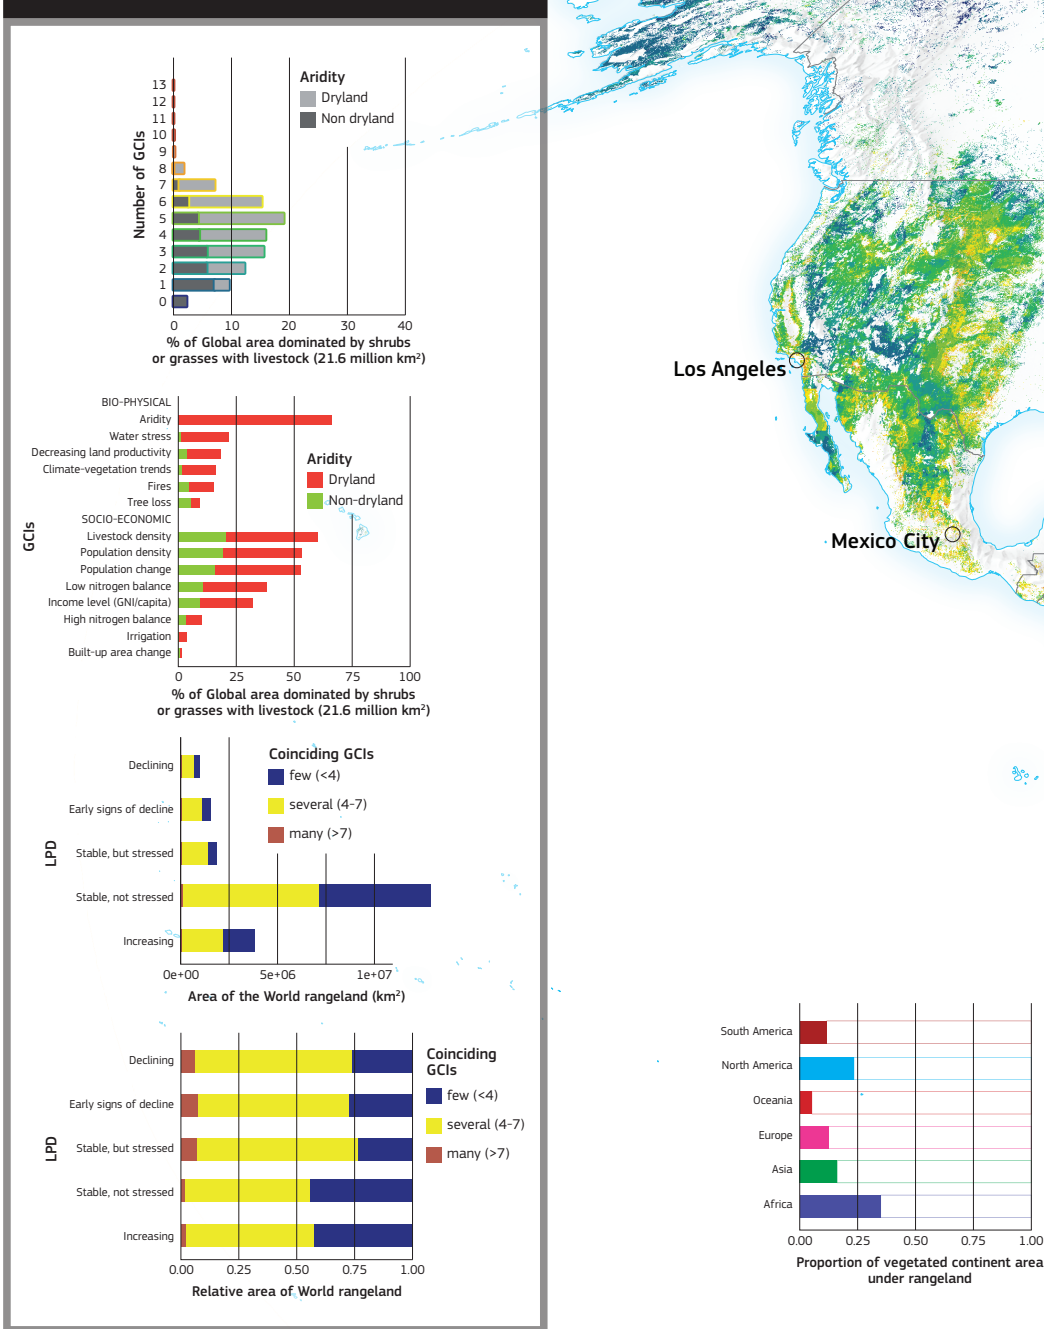 Aridity
Dryland
Non dryland
Number of GCIs
13
12
11
10
9
8
7
6
5
4
3
2
1
0
0 10 20 30 40
% of Global area dominated by shrubs
or grasses with livestock (21.6 million km²)
BIO-PHYSICAL
Aridity
Water stress
Decreasing land productivity
Climate-vegetation trends
Fires
Tree loss
SOCIO-ECONOMIC
Livestock density
Population density
Population change
Low nitrogen balance
Income level (GNI/capita)
High nitrogen balance
Irrigation
Built-up area change
GCIs
Aridity
Dryland
Non-dryland
0 25 50 75 100
% of Global area dominated by shrubs
or grasses with livestock (21.6 million km²)
Coinciding GCIs
few (<4)
several (4-7)
many (>7)
LPD
Declining
Early signs of decline
Stable, but stressed
Stable, not stressed
Increasing
0e+00 5e+06 1e+07
Area of the World rangeland (km²)
Coinciding
GCIs
few (<4)
several (4-7)
many (>7)
LPD
Declining
Early signs of decline
Stable, but stressed
Stable, not stressed
Increasing
0.00 0.25 0.50 0.75 1.00
Relative area of World rangeland
Los Angeles
Mexico City
South America
North America
Oceania
Europe
Asia
Africa
0.00 0.25 0.50 0.75 1.00
Proportion of vegetated continent area
under rangeland